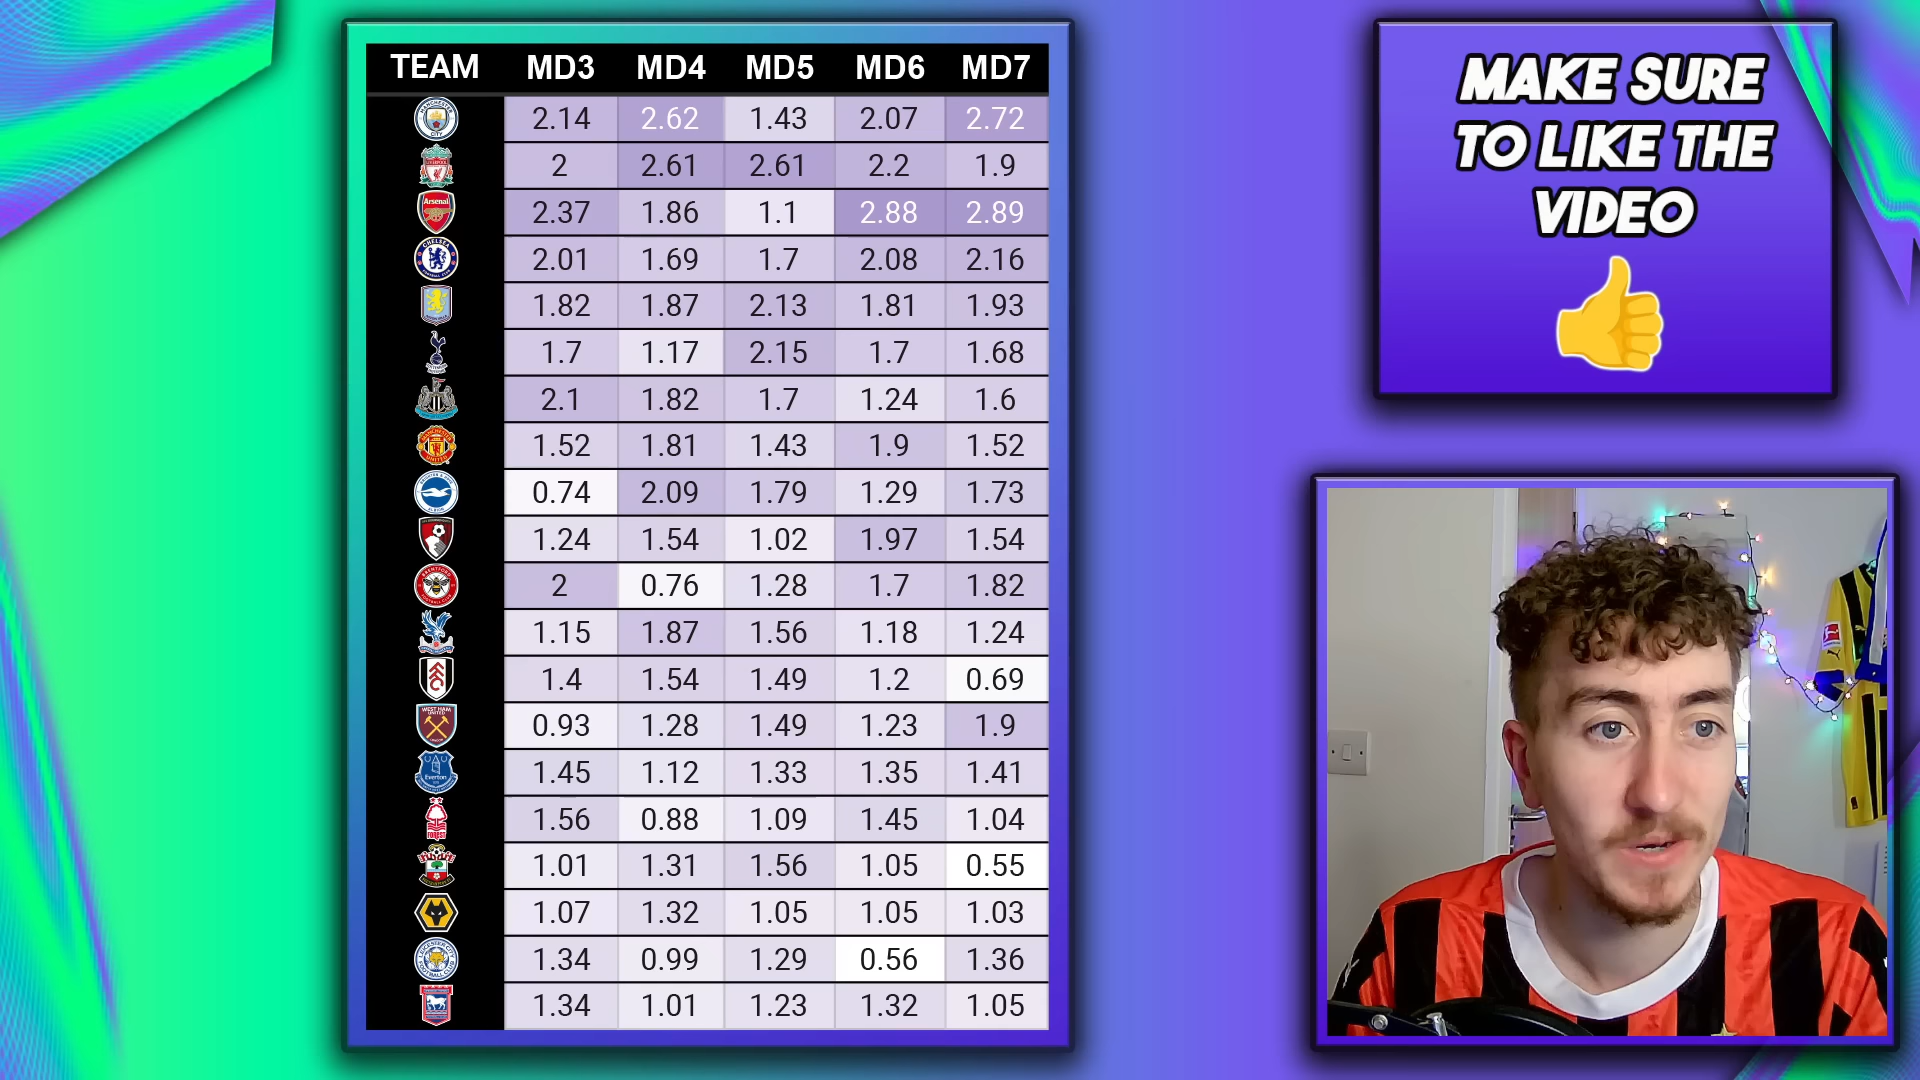 TEAM MD3 MD4 MD5 MD6 MD7
2.14 2.62 1.43 2.07 2.72
2 2.61 2.61 2.2 1.9
Arsenal 2.37 1.86 1.1 2.88 2.89
2.01 1.69 1.7 2.08 2.16
1.82 1.87 2.13 1.81 1.93
1.7 1.17 2.15 1.7 1.68
2.1 1.82 1.7 1.24 1.6
1.52 1.81 1.43 1.9 1.52
0.74 2.09 1.79 1.29 1.73
1.24 1.54 1.02 1.97 1.54
2 0.76 1.28 1.7 1.82
1.15 1.87 1.56 1.18 1.24
1.4 1.54 1.49 1.2 0.69
WEST HAM UNITED 0.93 1.28 1.49 1.23 1.9
Everton 1.45 1.12 1.33 1.35 1.41
FOREST 1.56 0.88 1.09 1.45 1.04
1.01 1.31 1.56 1.05 0.55
1.07 1.32 1.05 1.05 1.03
1.34 0.99 1.29 0.56 1.36
1.34 1.01 1.23 1.32 1.05
MAKE SURE
TO LIKE THE
VIDEO